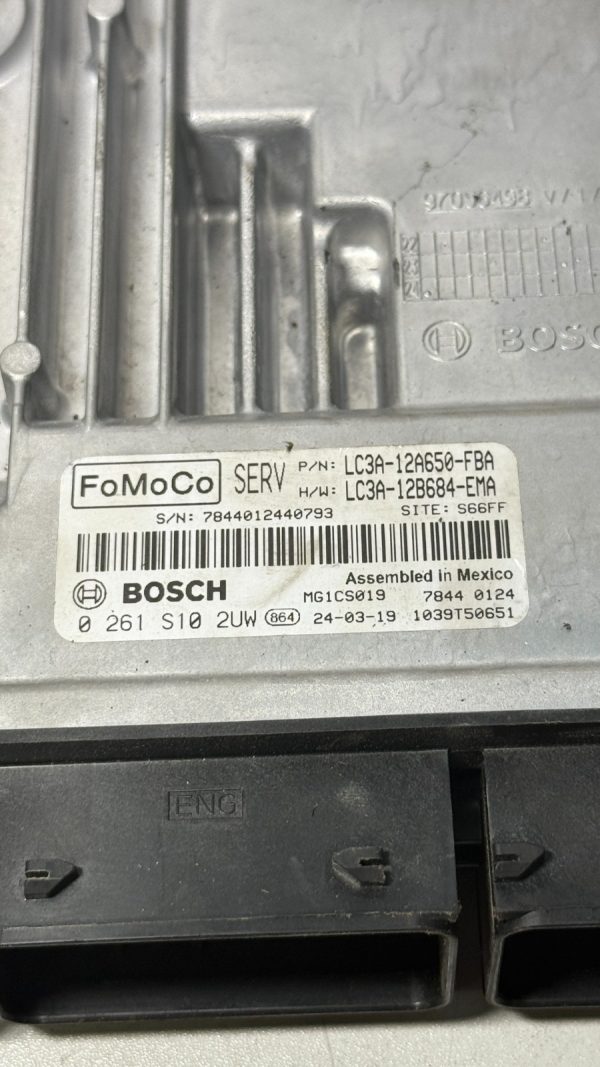 BOSCH
FoMoCo SERV P/N: LC3A-12A650-FBA
H/W: LC3A-12B684-EMA
S/N: 7844012440793 SITE: S66FF
Assembled in Mexico
BOSCH MG1CS019 7844 0124
0 261 S10 2UW 864 24-03-19 1039T50651
ENG